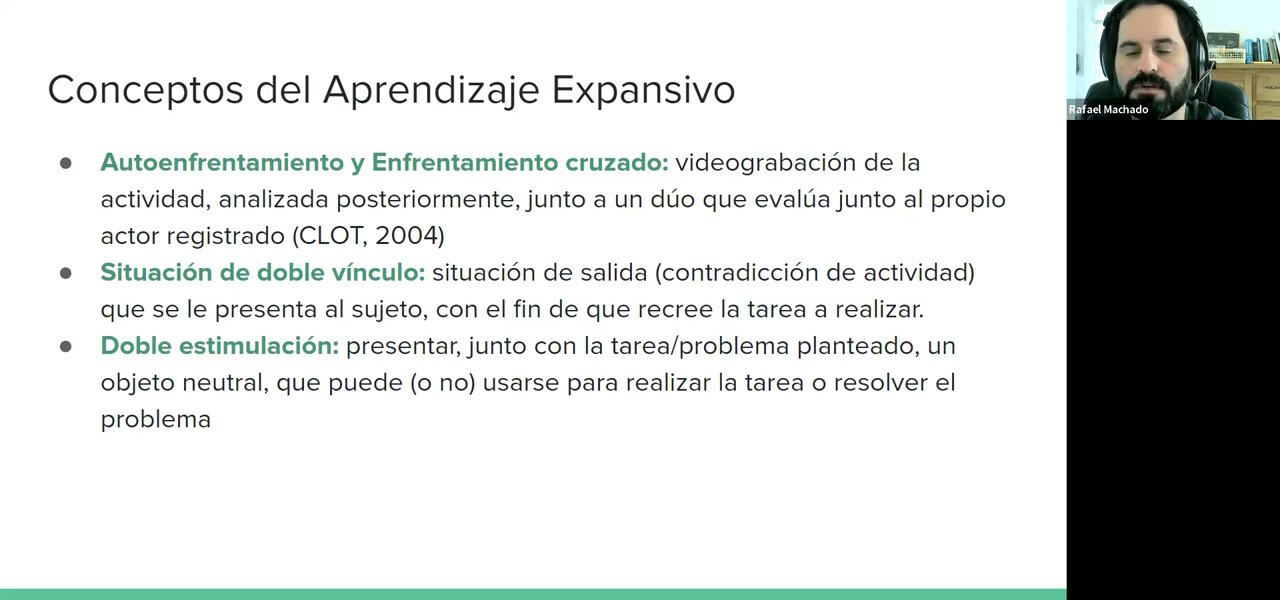 Conceptos del Aprendizaje Expansivo
● Autoenfrentamiento y Enfrentamiento cruzado: videograbación de la
actividad, analizada posteriormente, junto a un dúo que evalúa junto al propio
actor registrado (CLOT, 2004)
● Situación de doble vínculo: situación de salida (contradicción de actividad)
que se le presenta al sujeto, con el fin de que recree la tarea a realizar.
● Doble estimulación: presentar, junto con la tarea/problema planteado, un
objeto neutral, que puede (o no) usarse para realizar la tarea o resolver el
problema
Rafael Machado